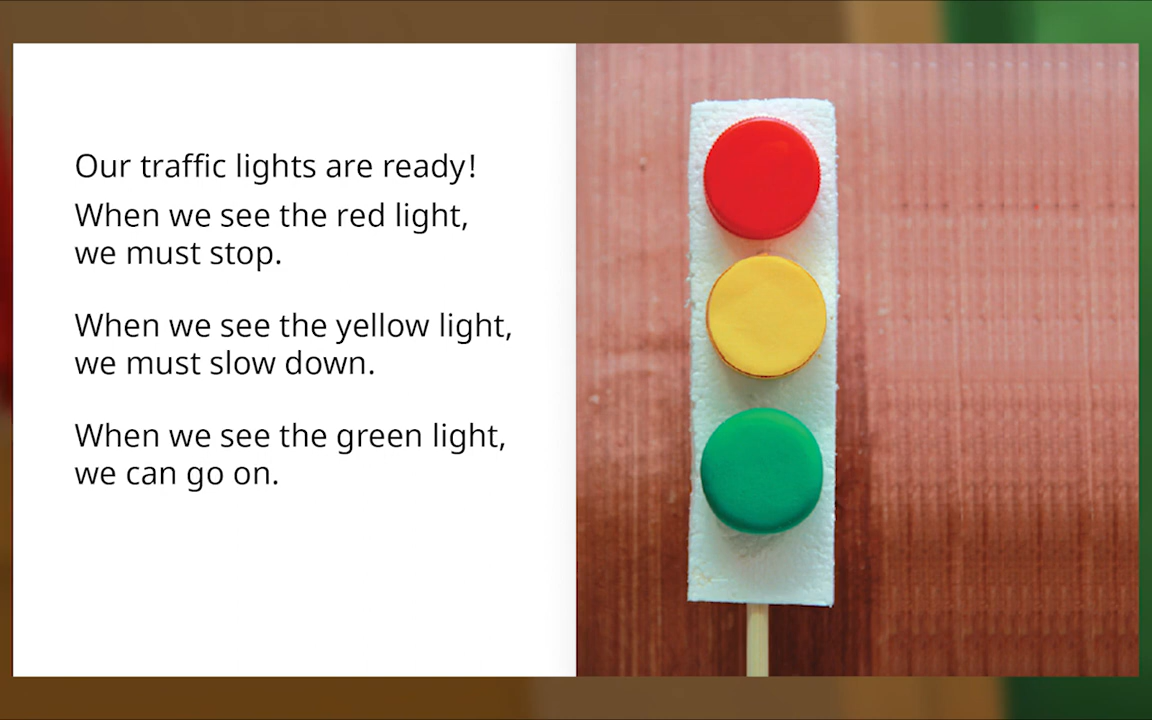 Our traffic lights are ready!
When we see the red light,
we must stop.
When we see the yellow light,
we must slow down.
When we see the green light,
we can go on.